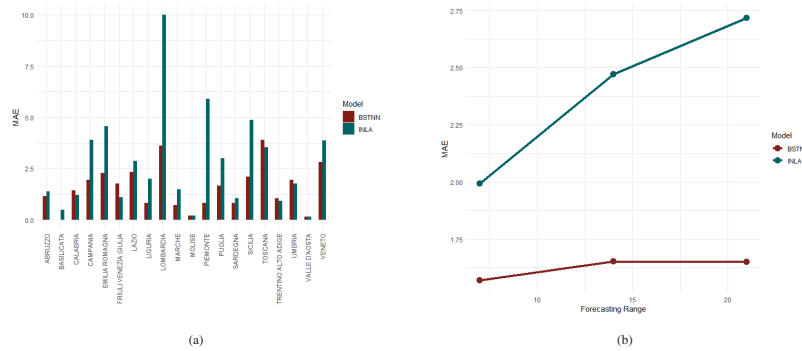 10.0
7.5
5.0
2.5
0.0
MAE
ABRUZZO
BASILICATA
CALABRIA
CAMPANIA
EMILIA ROMAGNA
FRIULI VENEZIA GIULIA
LAZIO
LIGURIA
LOMBARDIA
MARCHE
MOLISE
PIEMONTE
PUGLIA
SARDEGNA
SICILIA
TOSCANA
TRENTINO ALTO ADIGE
UMBRIA
VALLE D'AOSTA
VENETO
Model
BSTNN
INLA
(a)
2.75
2.50
2.25
2.00
1.75
MAE
10
15
20
Forecasting Range
Model
BSTN
INLA
(b)